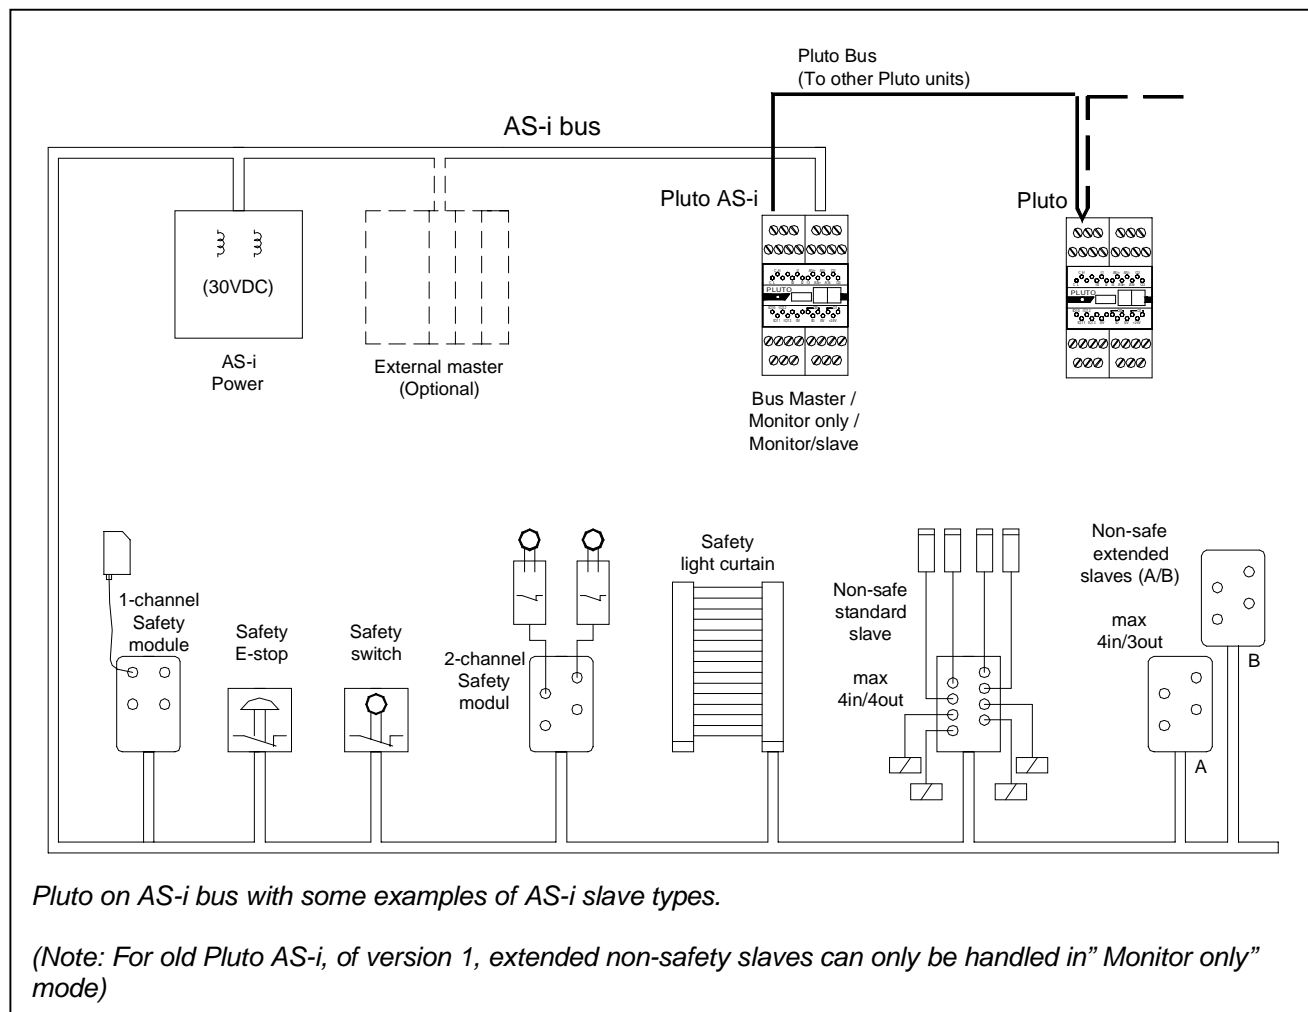 Pluto Bus
(To other Pluto units)
AS-i bus
Pluto AS-i
Pluto
(30VDC)
PLUTO
PLUTO
AS-i
Power
External master
(Optional)
Bus Master /
Monitor only /
Monitor/slave
1-channel
Safety
module
Safety
E-stop
Safety
switch
2-channel
Safety
modul
Safety
light curtain
Non-safe
standard
slave
max
4in/4out
Non-safe
extended
slaves (A/B)
max
4in/3out
B
A
Pluto on AS-i bus with some examples of AS-i slave types.
(Note: For old Pluto AS-i, of version 1, extended non-safety slaves can only be handled in” Monitor only”
mode)